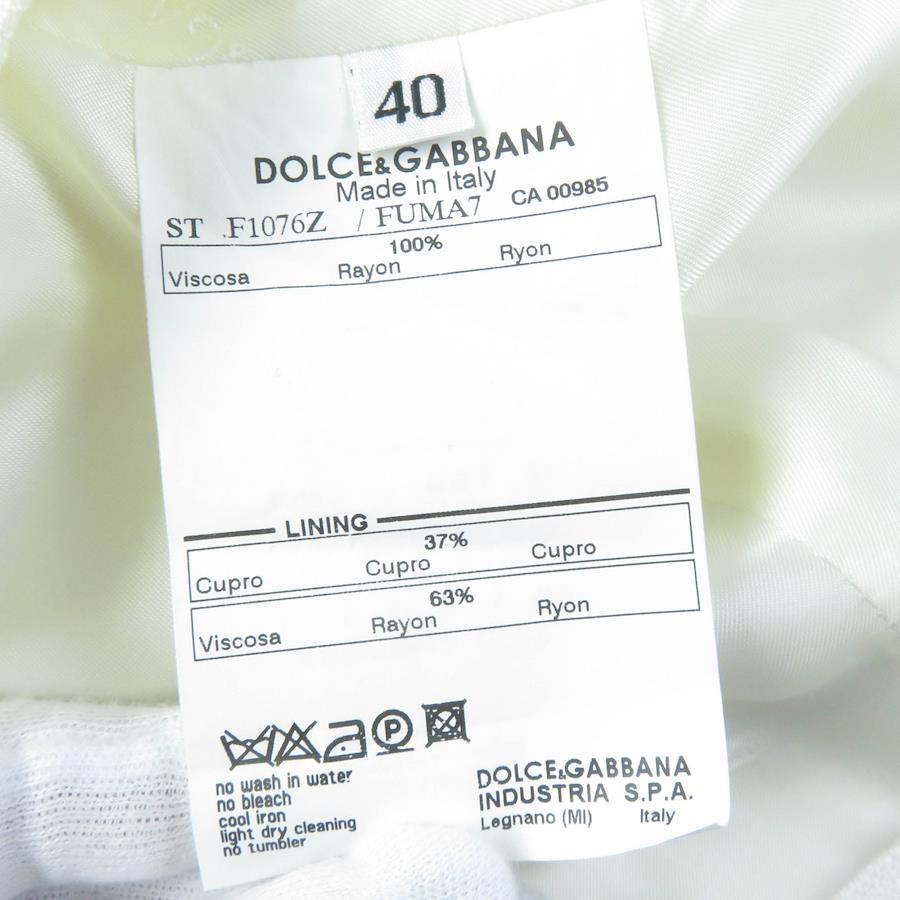 40
DOLCE&GABBANA
Made in Italy
ST .F1076Z / FUMA7 CA 00985
100%
Viscosa Rayon Ryon
LINING
37%
Cupro Cupro Cupro
63%
Viscosa Rayon Ryon
P
no wash in water
no bleach
cool iron
light dry cleaning
no tumbler
DOLCE&GABBANA
INDUSTRIA S.P.A.
Legnano (MI) Italy